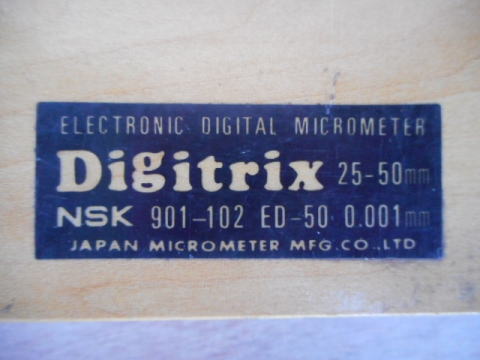 ELECTRONIC DIGITAL MICROMETER
Digitrix 25-50mm
NSK 901-102 ED-50 0.001mm
JAPAN MICROMETER MFG.CO.,LTD